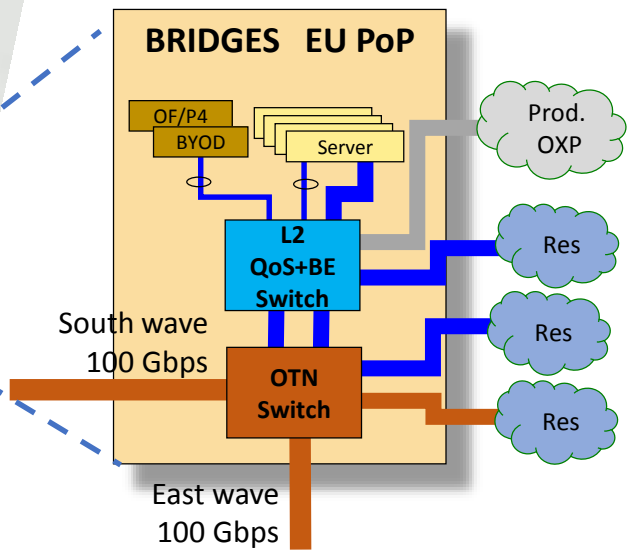 BRIDGES EU PoP
OF/P4
BYOD
Server
Prod.
OXP
L2
QoS+BE
Switch
Res
Res
South wave
100 Gbps
OTN
Switch
Res
East wave
100 Gbps